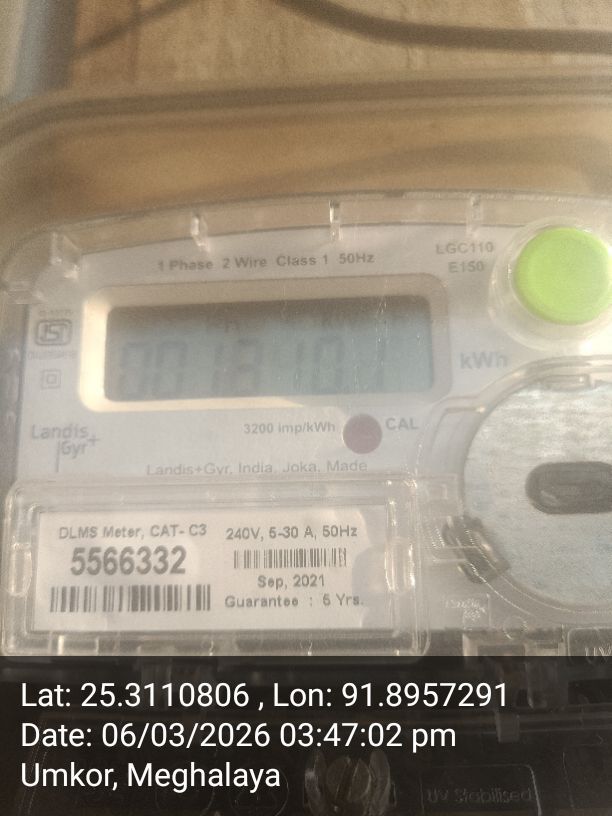 1 Phase 2 Wire Class 1 50Hz
LGC110
E150
kWh
3200 imp/kWh
CAL
Landis
Gyr+
Landis+Gyr, India, Joka, Made
DLMS Meter, CAT- C3
5566332
240V, 5-30 A, 50Hz
Sep, 2021
Guarantee : 5 Yrs.
Lat: 25.3110806 , Lon: 91.8957291
Date: 06/03/2026 03:47:02 pm
Umkor, Meghalaya
UV Stabilised